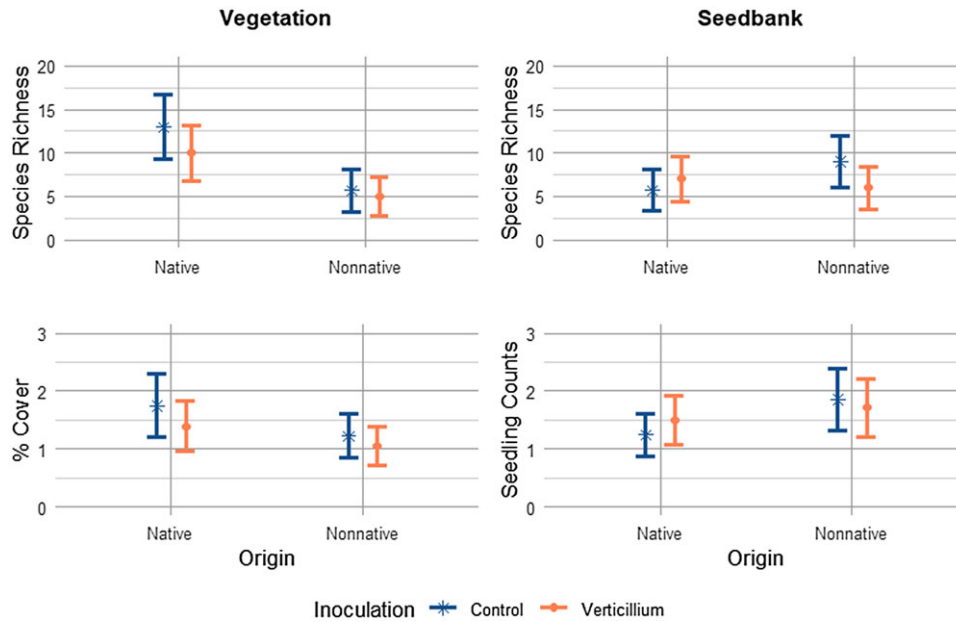 Vegetation
Seedbank
Species Richness
20
15
10
5
0
Native
Nonnative
Species Richness
20
15
10
5
0
Native
Nonnative
% Cover
3
2
1
0
Native
Nonnative
Origin
Seedling Counts
3
2
1
0
Native
Nonnative
Origin
Inoculation Control Verticillium